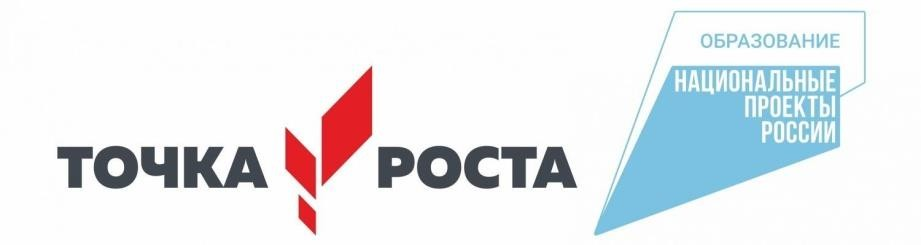 ТОЧКА РОСТА
ОБРАЗОВАНИЕ
НАЦИОНАЛЬНЫЕ
ПРОЕКТЫ
РОССИИ